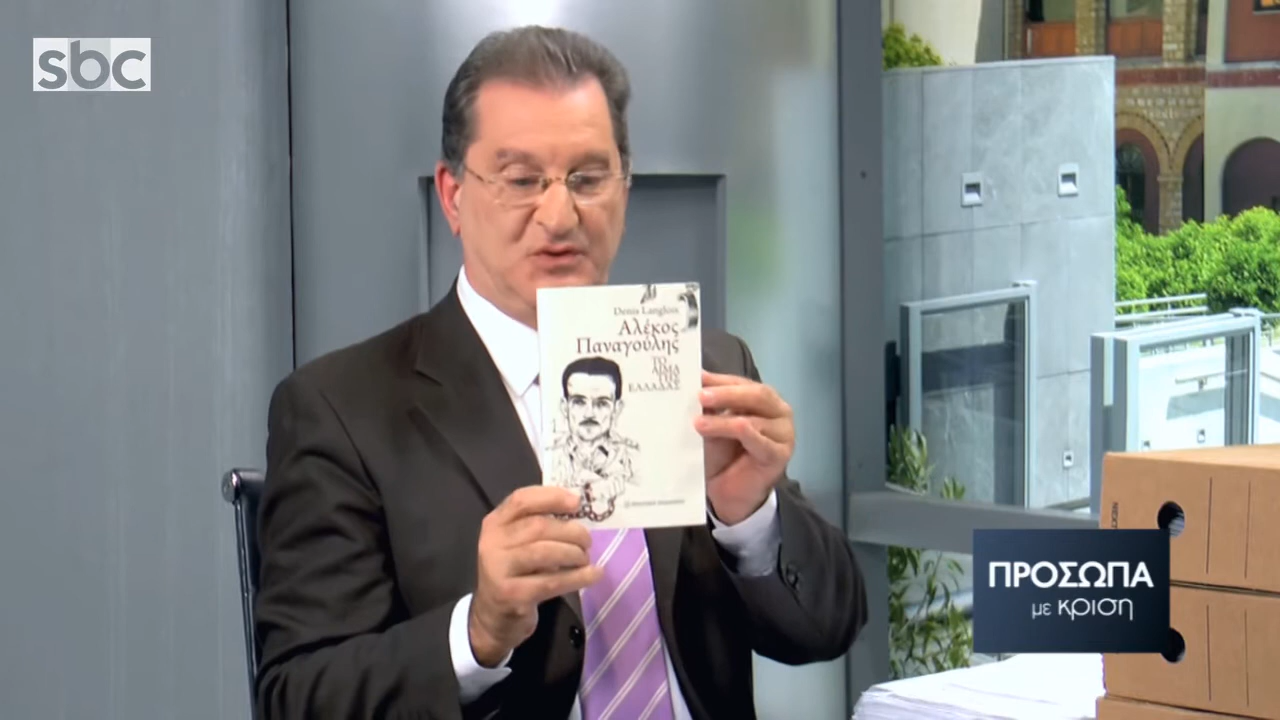 sbc
Denis Langlois
Αλέκος
Παναγούλης
ΤΟ
ΑΙΜΑ
ΤΗΣ
ΕΛΛΑΔΑΣ
ΠΡΟΣΩΠΑ
με κριση